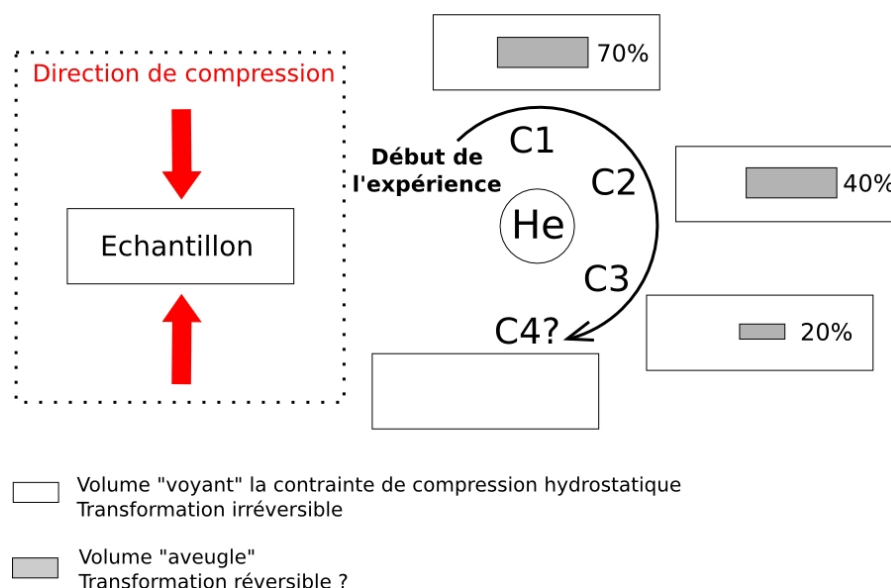 Direction de compression
Echantillon
70%
Début de
l'expérience
C1
C2
40%
He
C3
20%
C4?
Volume "voyant" la contrainte de compression hydrostatique
Transformation irréversible
Volume "aveugle"
Transformation réversible ?